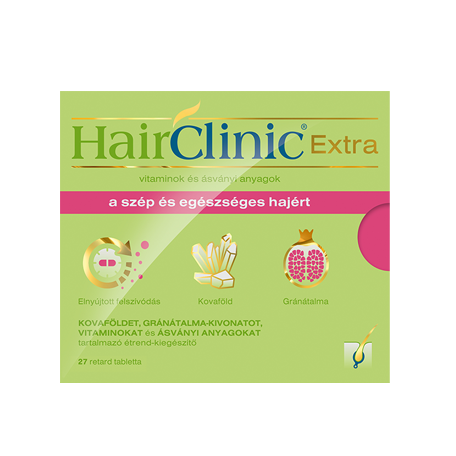 HairClinic® Extra
vitaminok és ásványi anyagok
a szép és egészséges hajért
Elnyújtott felszívódás
Kovaföld
Gránátalma
KOVAFÖLDET, GRÁNÁTALMA-KIVONATOT,
VITAMINOKAT és ÁSVÁNYI ANYAGOKAT
tartalmazó étrend-kiegészítő
27 retard tabletta